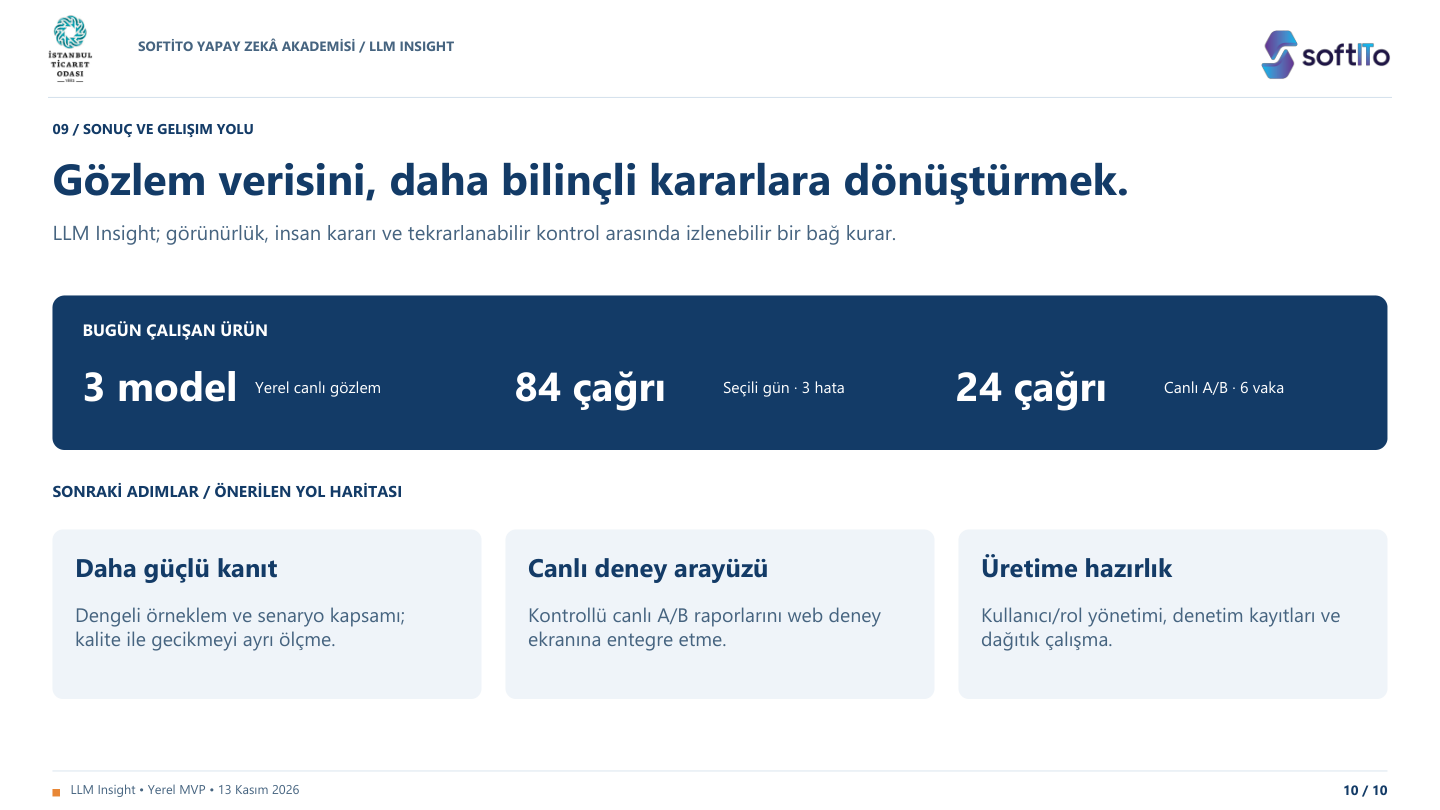 İSTANBUL
TİCARET
ODASI
SOFTİTO YAPAY ZEKÂ AKADEMİSİ / LLM INSIGHT
softITo
09 / SONUÇ VE GELIŞIM YOLU
Gözlem verisini, daha bilinçli kararlara dönüştürmek.
LLM Insight; görünürlük, insan kararı ve tekrarlanabilir kontrol arasında izlenebilir bir bağ kurar.
BUGÜN ÇALIŞAN ÜRÜN
3 model Yerel canlı gözlem
84 çağrı Seçili gün · 3 hata
24 çağrı Canlı A/B · 6 vaka
SONRAKİ ADIMLAR / ÖNERİLEN YOL HARİTASI
Daha güçlü kanıt
Dengeli örneklem ve senaryo kapsamı;
kalite ile gecikmeyi ayrı ölçme.
Canlı deney arayüzü
Kontrollü canlı A/B raporlarını web deney
ekranına entegre etme.
Üretime hazırlık
Kullanıcı/rol yönetimi, denetim kayıtları ve
dağıtık çalışma.
LLM Insight • Yerel MVP • 13 Kasım 2026
10 / 10